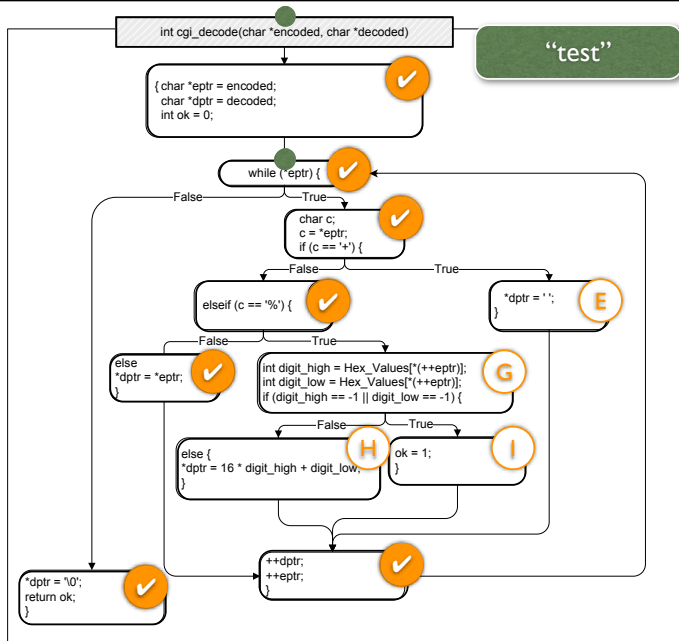 int cgi_decode(char *encoded, char *decoded)
“test”
{ char *eptr = encoded;
char *dptr = decoded;
int ok = 0;
while (*eptr) {
False
True
char c;
c = *eptr;
if (c == '+') {
False
True
elseif (c == '%') {
*dptr = ' ';
}
E
False
True
else
*dptr = *eptr;
}
int digit_high = Hex_Values[*(++eptr)];
int digit_low = Hex_Values[*(++eptr)];
if (digit_high == -1 || digit_low == -1) {
G
False
True
else {
*dptr = 16 * digit_high + digit_low;
}
H
ok = 1;
}
I
++dptr;
++eptr;
}
*dptr = '\0';
return ok;
}